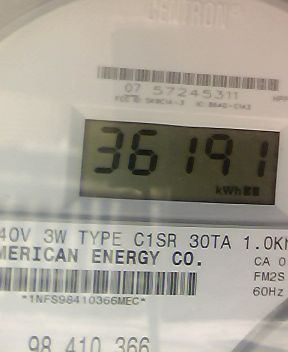 CENTRON®
07 57245311
36191
kWh
40V 3W TYPE C1SR 30TA 1.0K
MERICAN ENERGY CO.
CA 0
FM2S
60Hz
*1NFS98410366MEC*
98 410 366